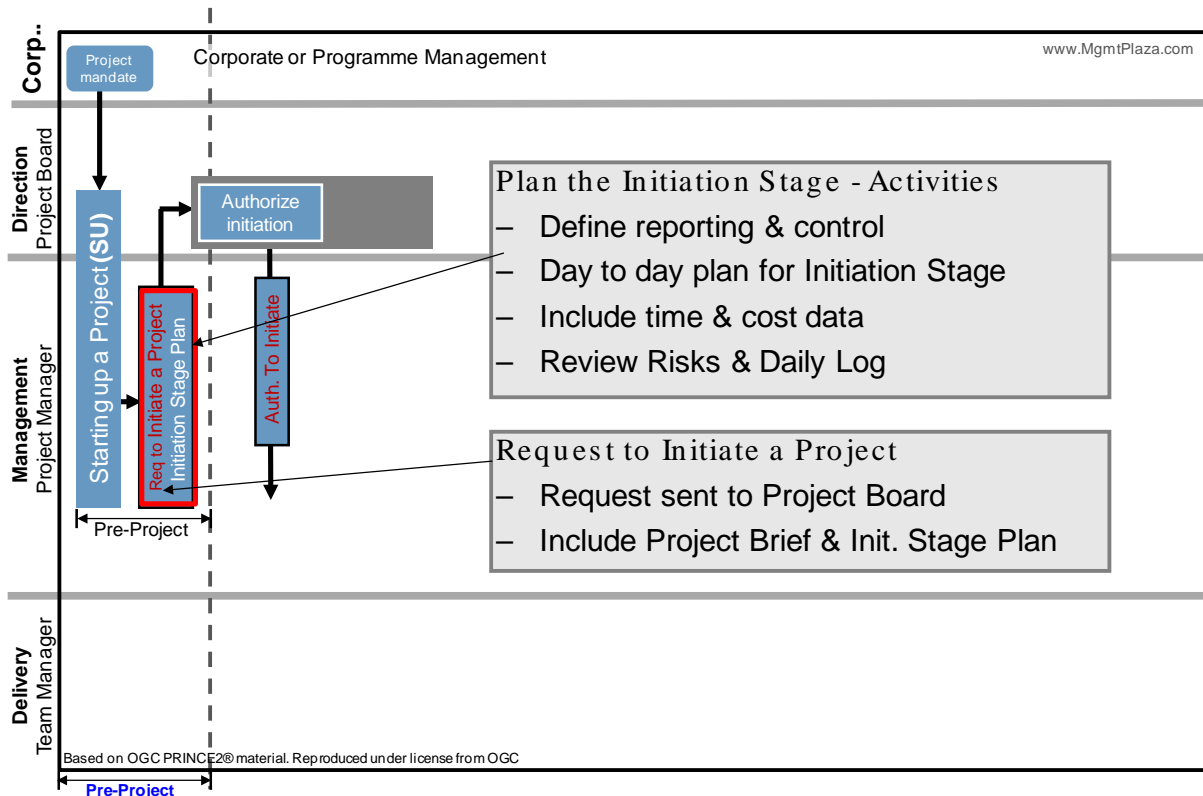 Corp..
Project
mandate
Corporate or Programme Management
www.MgmtPlaza.com
Direction
Project Board
Authorize
initiation
Plan the Initiation Stage - Activities
– Define reporting & control
– Day to day plan for Initiation Stage
– Include time & cost data
– Review Risks & Daily Log
Management
Project Manager
Starting up a Project (SU)
Req to Initiate a Project
Initiation Stage Plan
Auth. To Initiate
Request to Initiate a Project
– Request sent to Project Board
– Include Project Brief & Init. Stage Plan
Pre-Project
Delivery
Team Manager
Based on OGC PRINCE2® material. Reproduced under license from OGC
Pre-Project